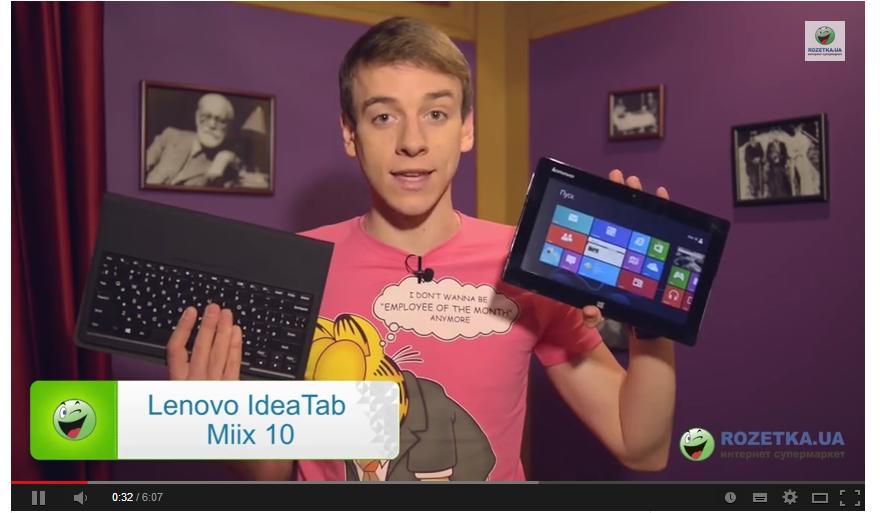 ROZETKA.UA
интернет супермаркет
Lenovo
Пуск
I DON'T WANNA BE
"EMPLOYEE OF THE MONTH"
ANYMORE
Lenovo IdeaTab
Miix 10
ROZETKA.UA
интернет супермаркет
0:32 / 6:07